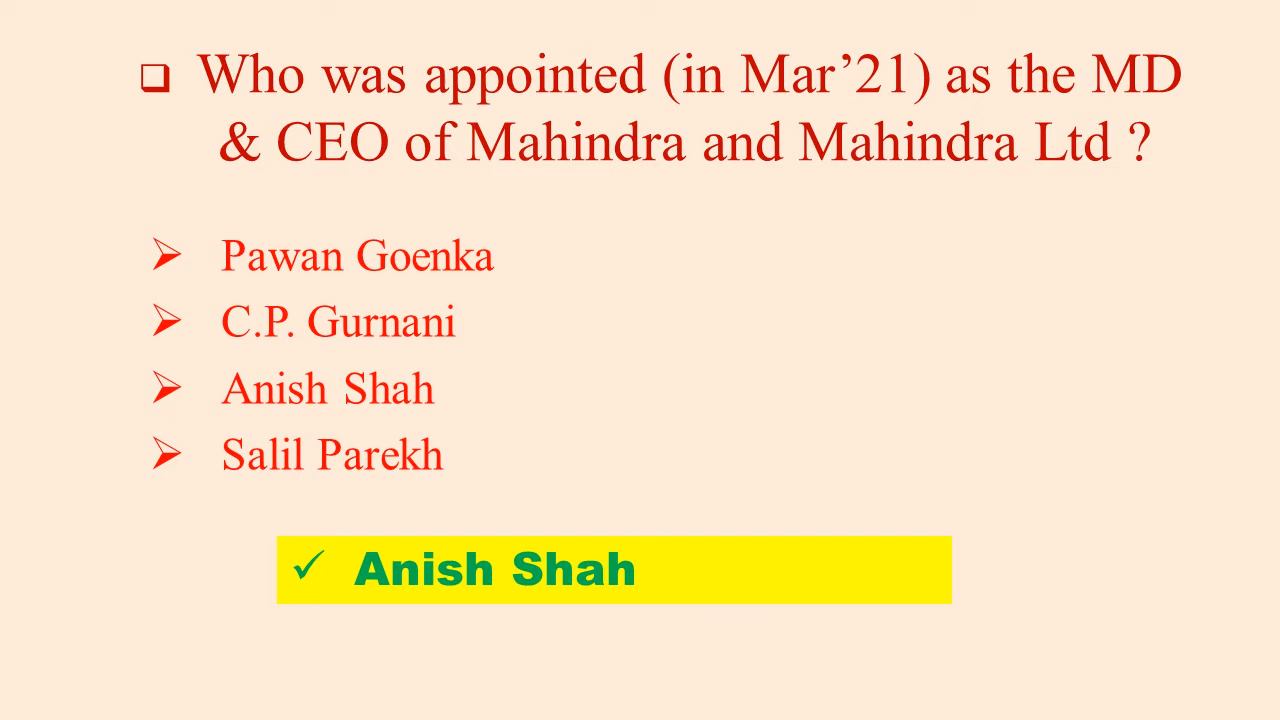 ❑ Who was appointed (in Mar’21) as the MD
& CEO of Mahindra and Mahindra Ltd ?
➢ Pawan Goenka
➢ C.P. Gurnani
➢ Anish Shah
➢ Salil Parekh
✓ Anish Shah